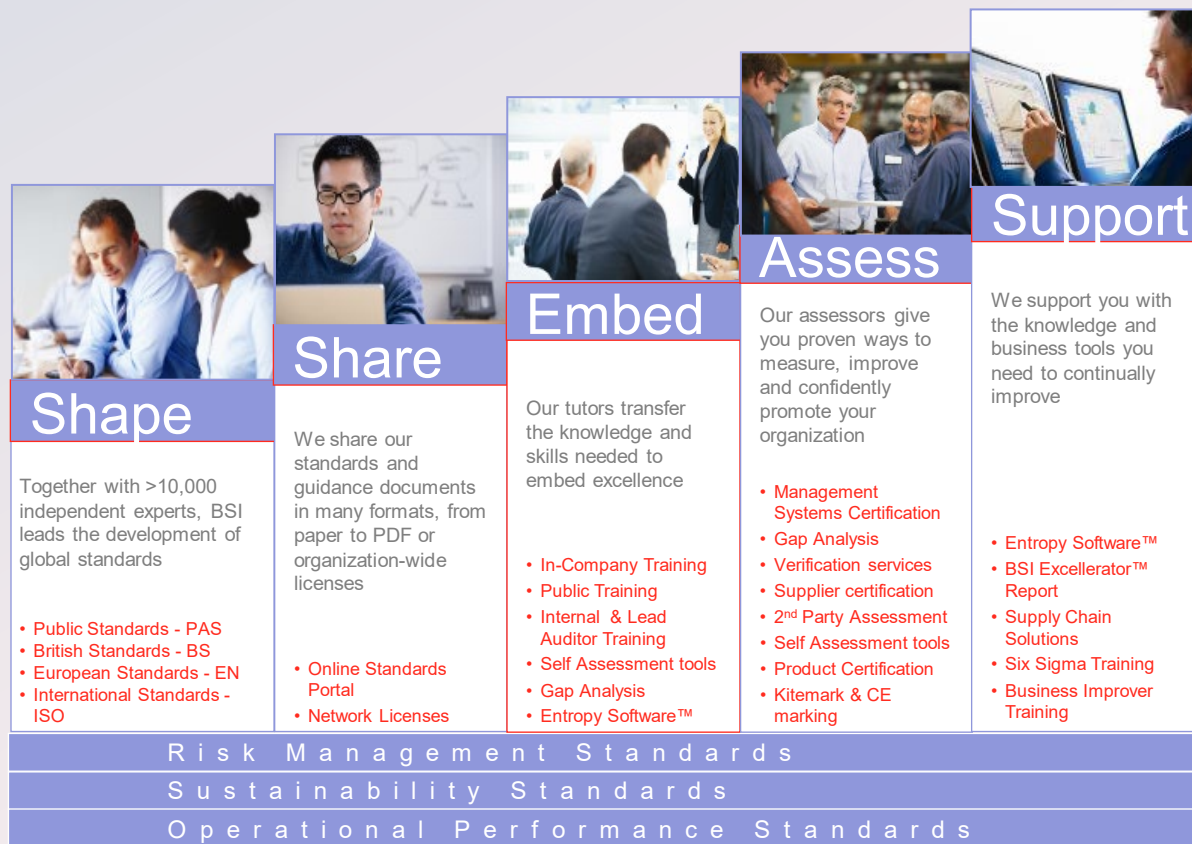 Shape
Together with >10,000
independent experts, BSI
leads the development of
global standards
• Public Standards - PAS
• British Standards - BS
• European Standards - EN
• International Standards -
ISO
Share
We share our
standards and
guidance documents
in many formats, from
paper to PDF or
organization-wide
licenses
• Online Standards
Portal
• Network Licenses
Embed
Our tutors transfer
the knowledge and
skills needed to
embed excellence
• In-Company Training
• Public Training
• Internal & Lead
Auditor Training
• Self Assessment tools
• Gap Analysis
• Entropy Software™
Assess
Our assessors give
you proven ways to
measure, improve
and confidently
promote your
organization
• Management
Systems Certification
• Gap Analysis
• Verification services
• Supplier certification
• 2nd Party Assessment
• Self Assessment tools
• Product Certification
• Kitemark & CE
marking
Support
We support you with
the knowledge and
business tools you
need to continually
improve
• Entropy Software™
• BSI Excellerator™
Report
• Supply Chain
Solutions
• Six Sigma Training
• Business Improver
Training
Risk Management Standards
Sustainability Standards
Operational Performance Standards